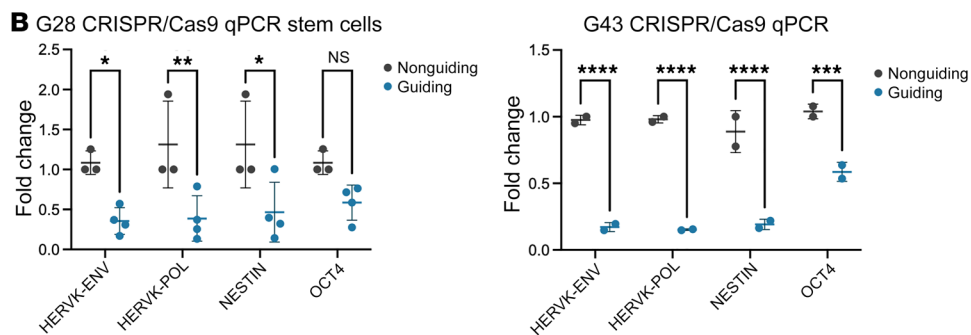 B G28 CRISPR/Cas9 qPCR stem cells
2.5
2.0
1.5
1.0
0.5
0.0
Fold change
* ** * NS
Nonguiding
Guiding
HERVK-ENV
HERVK-POL
NESTIN
OCT4
G43 CRISPR/Cas9 qPCR
1.5
1.0
0.5
0.0
Fold change
**** **** **** ***
Nonguiding
Guiding
HERVK-ENV
HERVK-POL
NESTIN
OCT4